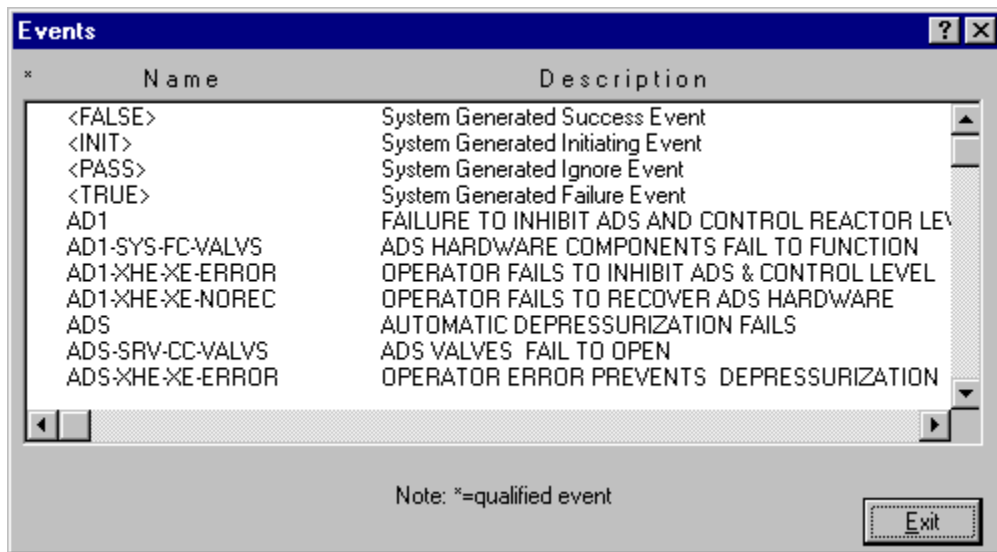 Events
* Name Description
<FALSE> System Generated Success Event
<INIT> System Generated Initiating Event
<PASS> System Generated Ignore Event
<TRUE> System Generated Failure Event
AD1 FAILURE TO INHIBIT ADS AND CONTROL REACTOR LEV
AD1-SYS-FC-VALVS ADS HARDWARE COMPONENTS FAIL TO FUNCTION
AD1-XHE-XE-ERROR OPERATOR FAILS TO INHIBIT ADS & CONTROL LEVEL
AD1-XHE-XE-NOREC OPERATOR FAILS TO RECOVER ADS HARDWARE
ADS AUTOMATIC DEPRESSURIZATION FAILS
ADS-SRV-CC-VALVS ADS VALVES FAIL TO OPEN
ADS-XHE-XE-ERROR OPERATOR ERROR PREVENTS DEPRESSURIZATION
Note: *=qualified event
Exit